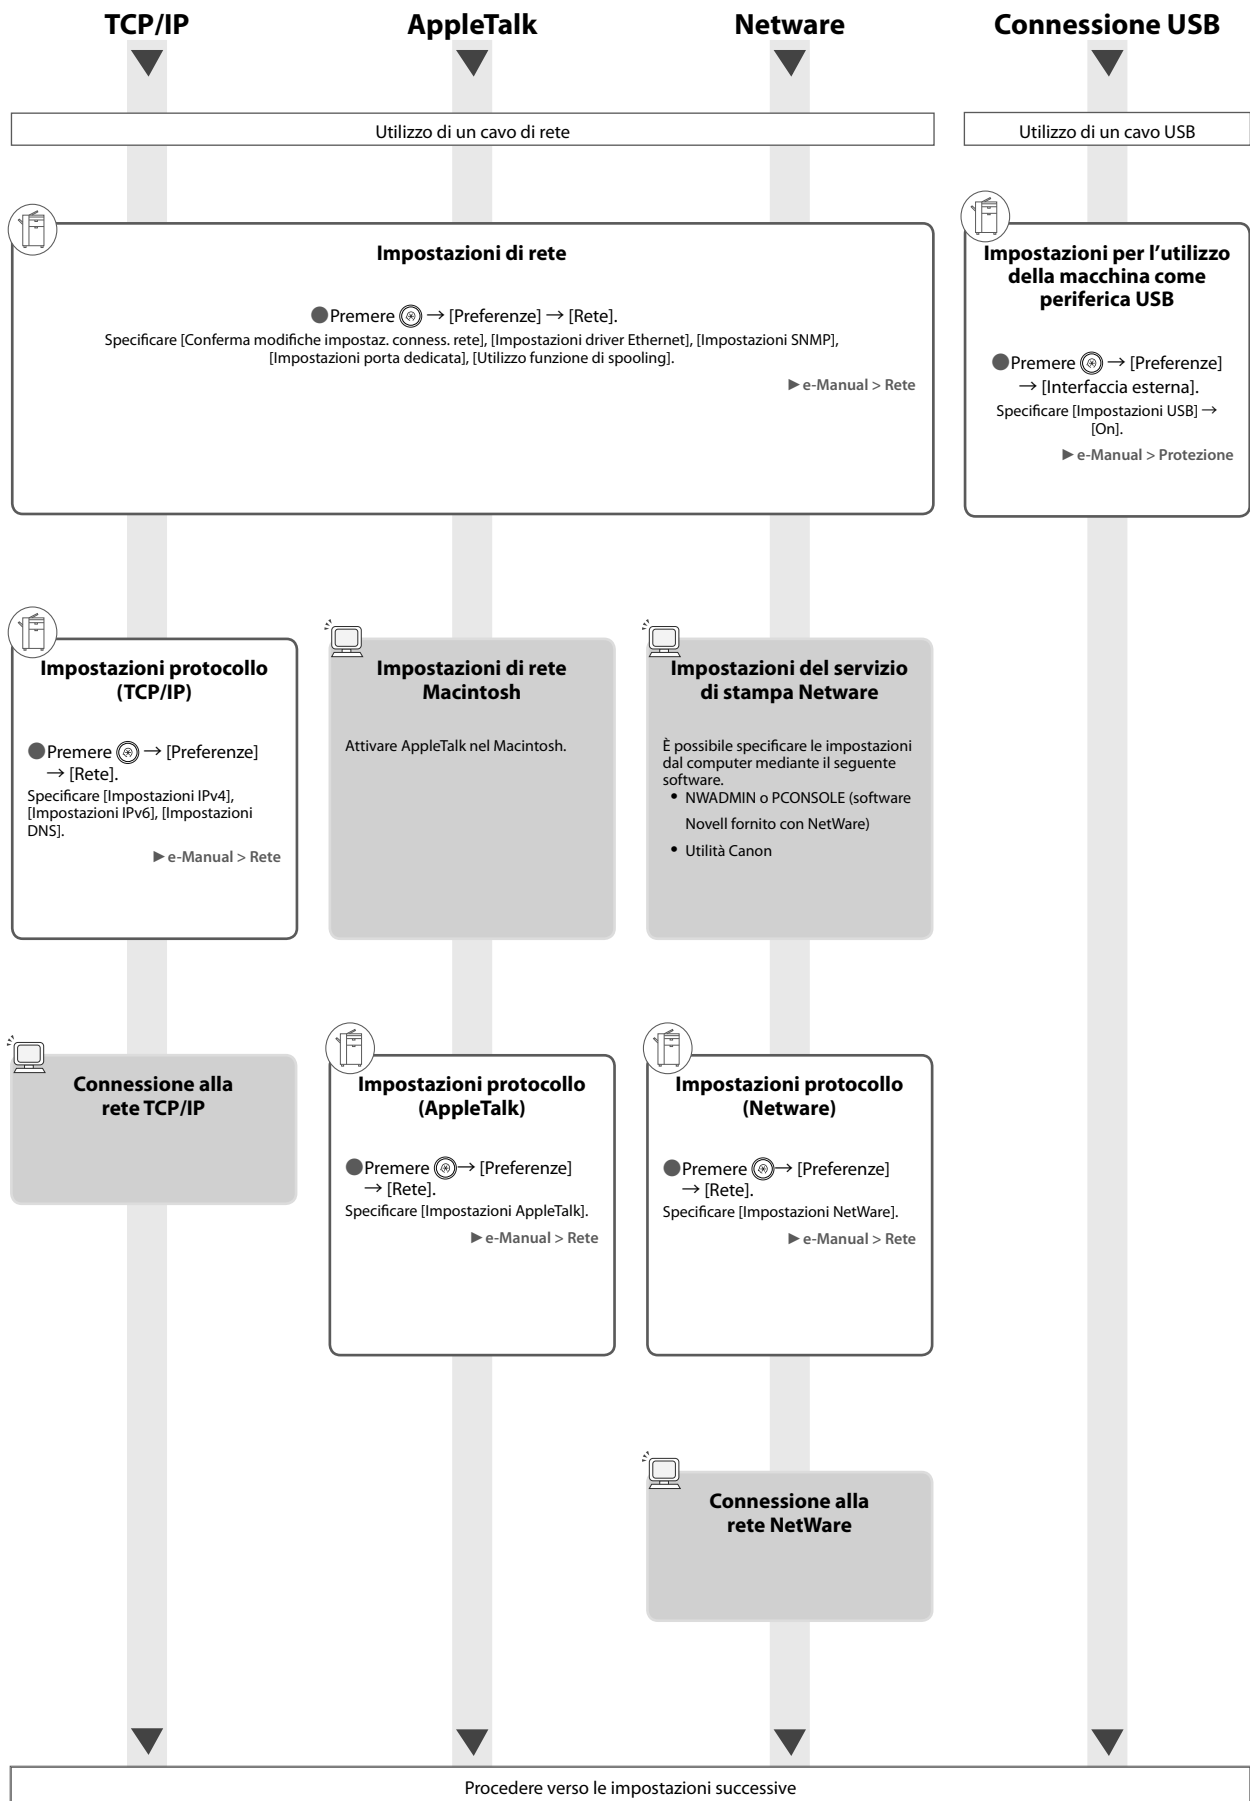 TCP/IP
AppleTalk
Netware
Connessione USB
Utilizzo di un cavo di rete
Utilizzo di un cavo USB
Impostazioni di rete
●Premere → [Preferenze] → [Rete].
Specificare [Conferma modifiche impostaz. conness. rete], [Impostazioni driver Ethernet], [Impostazioni SNMP],
[Impostazioni porta dedicata], [Utilizzo funzione di spooling].
►e-Manual > Rete
Impostazioni per l’utilizzo
della macchina come
periferica USB
●Premere → [Preferenze]
→ [Interfaccia esterna].
Specificare [Impostazioni USB] →
[On].
►e-Manual > Protezione
Impostazioni protocollo
(TCP/IP)
●Premere → [Preferenze]
→ [Rete].
Specificare [Impostazioni IPv4],
[Impostazioni IPv6], [Impostazioni
DNS].
►e-Manual > Rete
Impostazioni di rete
Macintosh
Attivare AppleTalk nel Macintosh.
Impostazioni del servizio
di stampa Netware
È possibile specificare le impostazioni
dal computer mediante il seguente
software.
• NWADMIN o PCONSOLE (software
Novell fornito con NetWare)
• Utilità Canon
Connessione alla
rete TCP/IP
Impostazioni protocollo
(AppleTalk)
●Premere → [Preferenze]
→ [Rete].
Specificare [Impostazioni AppleTalk].
►e-Manual > Rete
Impostazioni protocollo
(Netware)
●Premere → [Preferenze]
→ [Rete].
Specificare [Impostazioni NetWare].
►e-Manual > Rete
Connessione alla
rete NetWare
Procedere verso le impostazioni successive